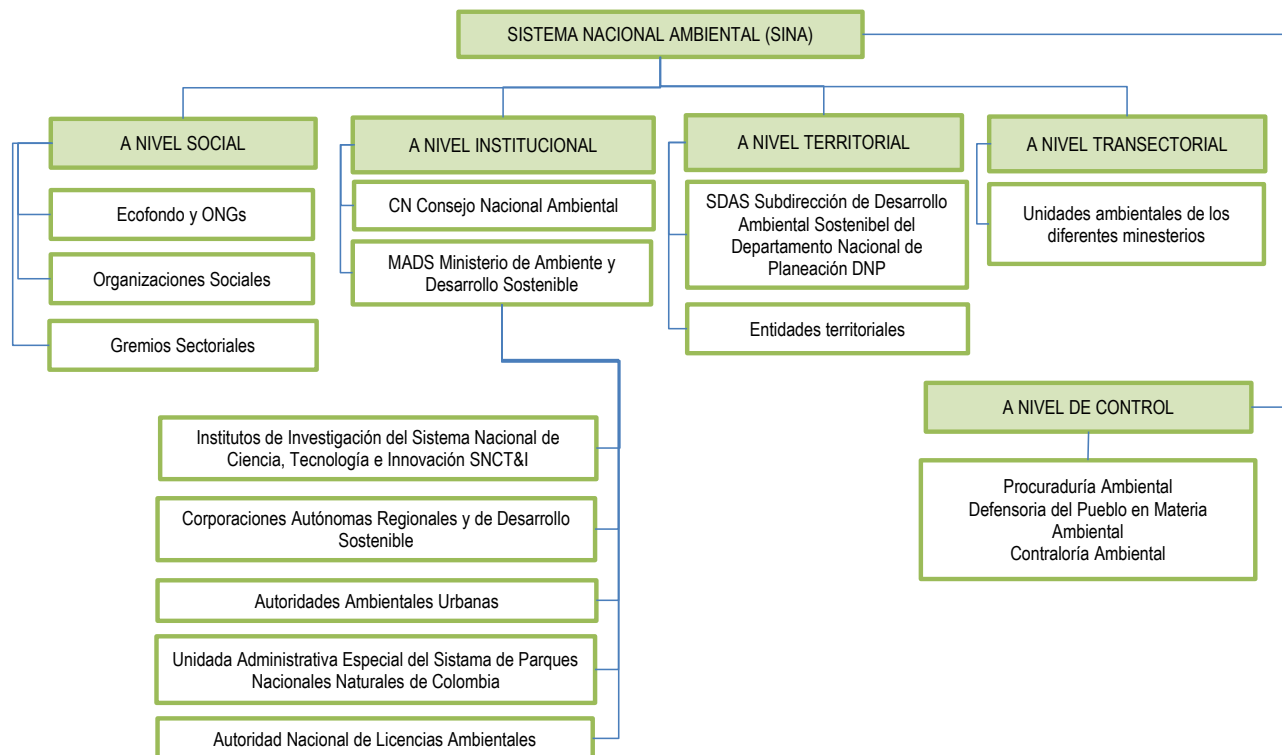 SISTEMA NACIONAL AMBIENTAL (SINA)
A NIVEL SOCIAL
Ecofondo y ONGs
Organizaciones Sociales
Gremios Sectoriales
A NIVEL INSTITUCIONAL
CN Consejo Nacional Ambiental
MADS Ministerio de Ambiente y
Desarrollo Sostenible
Institutos de Investigación del Sistema Nacional de
Ciencia, Tecnología e Innovación SNCT&I
Corporaciones Autónomas Regionales y de Desarrollo
Sostenible
Autoridades Ambientales Urbanas
Unidada Administrativa Especial del Sistama de Parques
Nacionales Naturales de Colombia
Autoridad Nacional de Licencias Ambientales
A NIVEL TERRITORIAL
SDAS Subdirección de Desarrollo
Ambiental Sostenibel del
Departamento Nacional de
Planeación DNP
Entidades territoriales
A NIVEL TRANSECTORIAL
Unidades ambientales de los
diferentes minesterios
A NIVEL DE CONTROL
Procuraduría Ambiental
Defensoria del Pueblo en Materia
Ambiental
Contraloría Ambiental